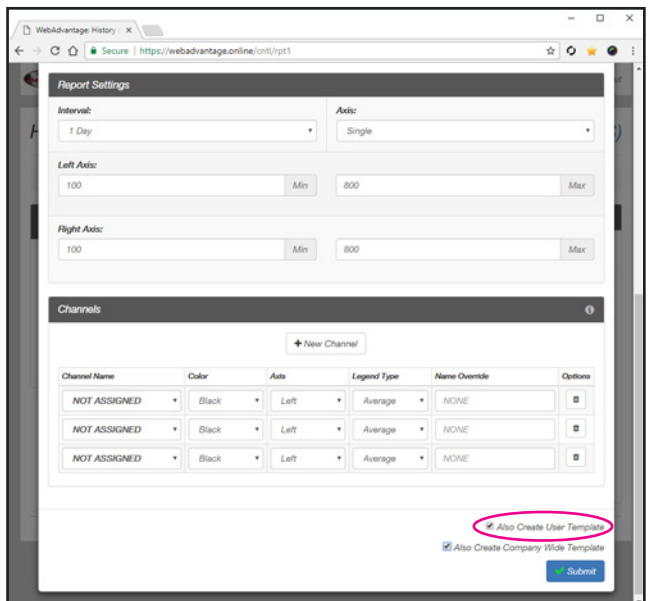 WebAdvantage: History
Secure | https://webadvantage.online/cntl/rpt1
Report Settings
Interval: Axis:
1 Day Single
Left Axis:
100 Min 800 Max
Right Axis:
100 Min 800 Max
Channels
+ New Channel
Channel Name Color Axis Legend Type Name Override Options
NOT ASSIGNED Black Left Average NONE
NOT ASSIGNED Black Left Average NONE
NOT ASSIGNED Black Left Average NONE
Also Create User Template
Also Create Company Wide Template
Submit